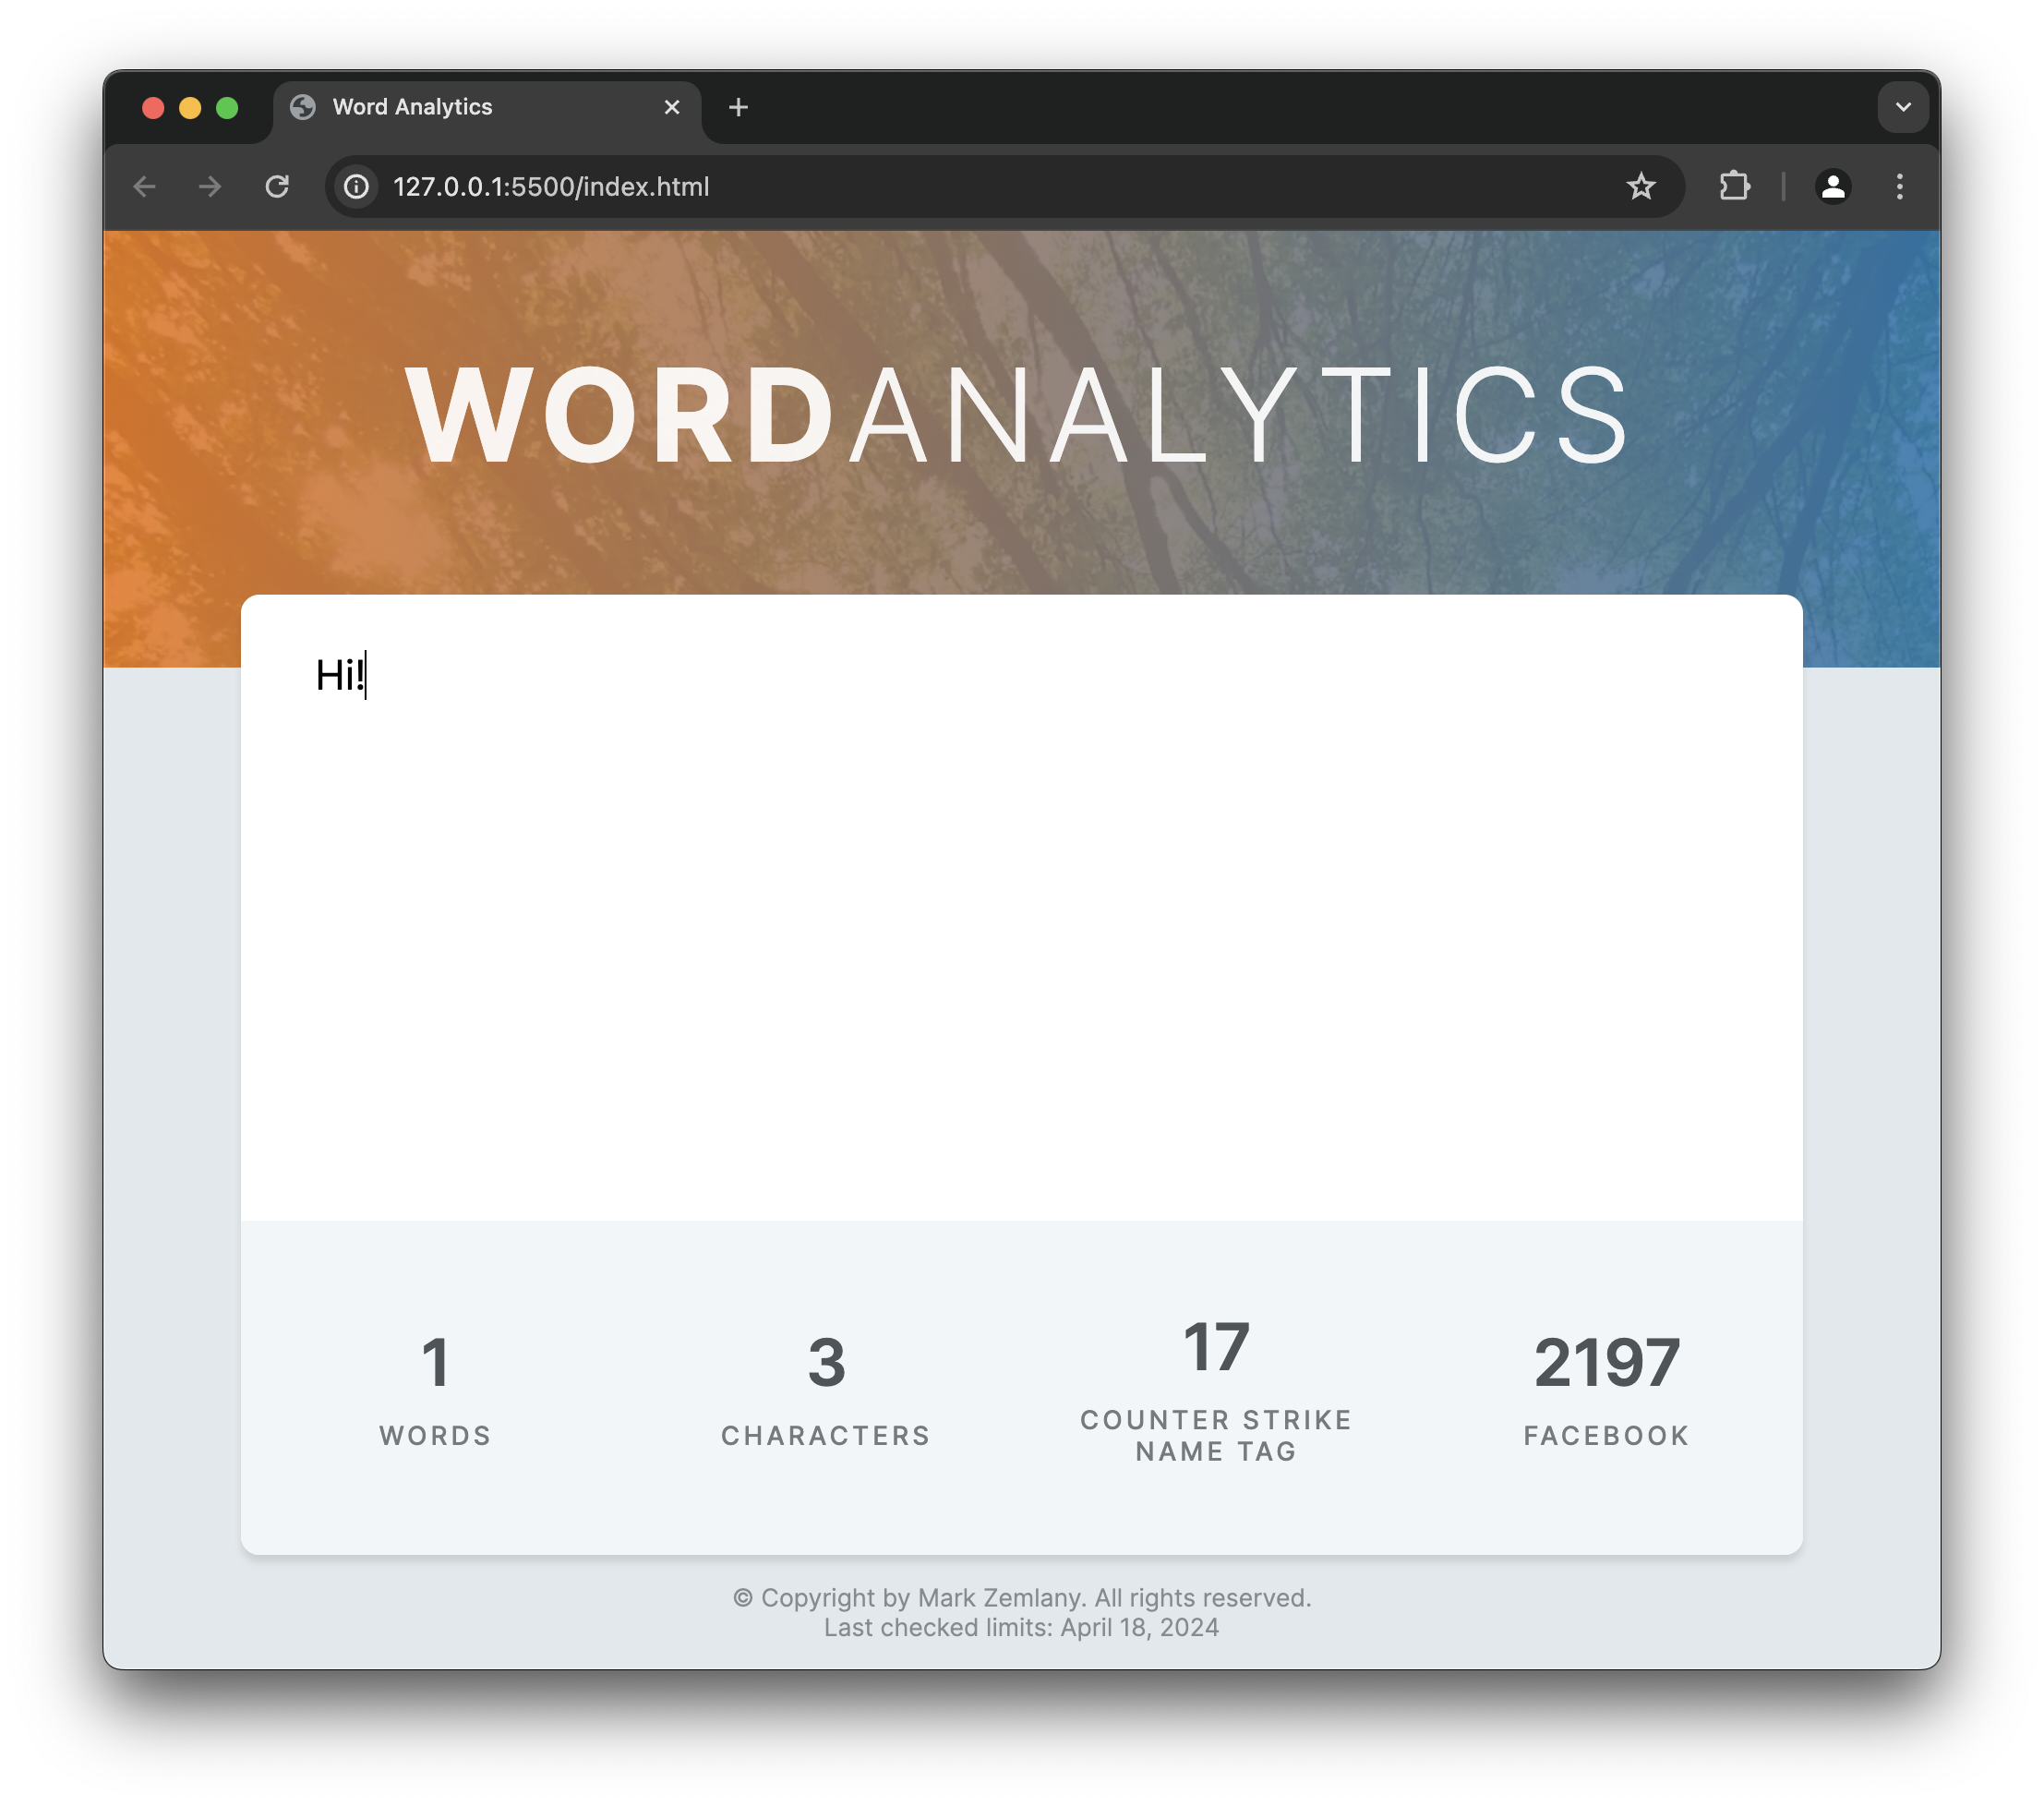 Word Analytics
127.0.0.1:5500/index.html
WORDANALYTICS
Hi!
1
WORDS
3
CHARACTERS
17
COUNTER STRIKE
NAME TAG
2197
FACEBOOK
© Copyright by Mark Zemlany. All rights reserved.
Last checked limits: April 18, 2024